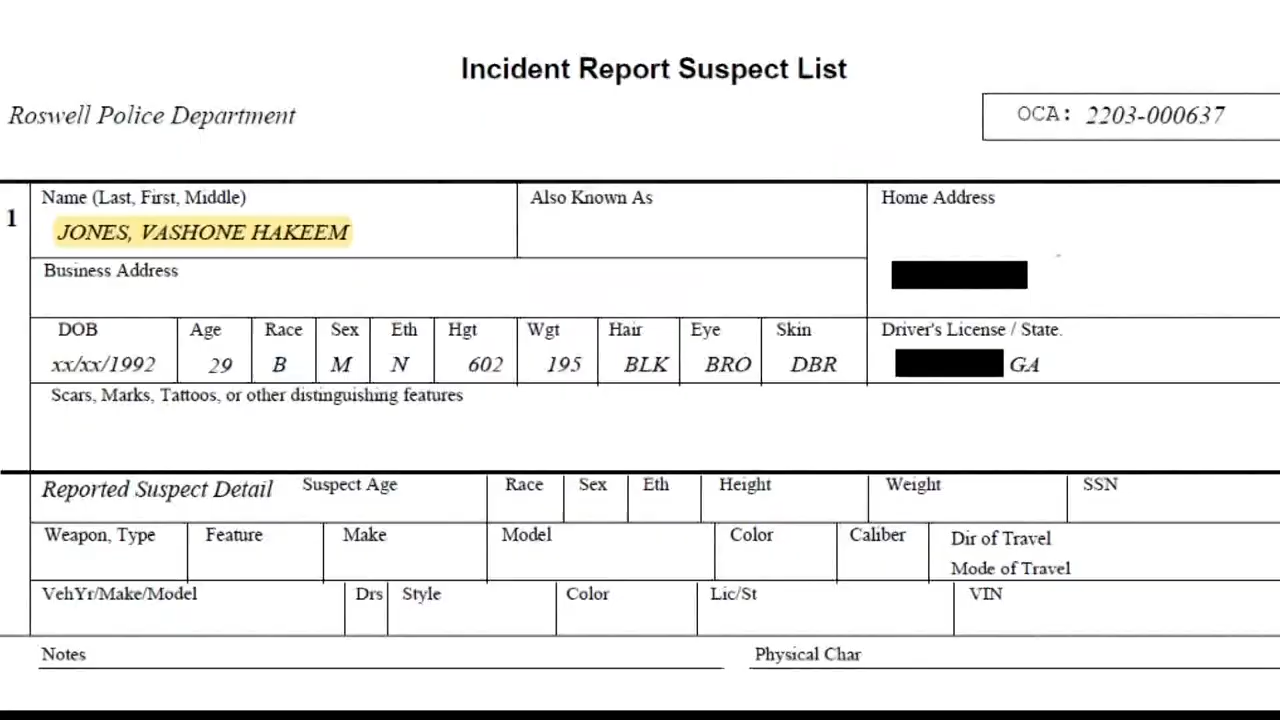 Incident Report Suspect List
Roswell Police Department
OCA: 2203-000637
1
Name (Last, First, Middle)
JONES, VASHONE HAKEEM
Also Known As
Home Address
Business Address
DOB Age Race Sex Eth Hgt Wgt Hair Eye Skin Driver's License / State.
xx/xx/1992 29 B M N 602 195 BLK BRO DBR GA
Scars, Marks, Tattoos, or other distinguishing features
Reported Suspect Detail Suspect Age Race Sex Eth Height Weight SSN
Weapon, Type Feature Make Model Color Caliber Dir of Travel
Mode of Travel
VehYr/Make/Model Drs Style Color Lic/St VIN
Notes Physical Char